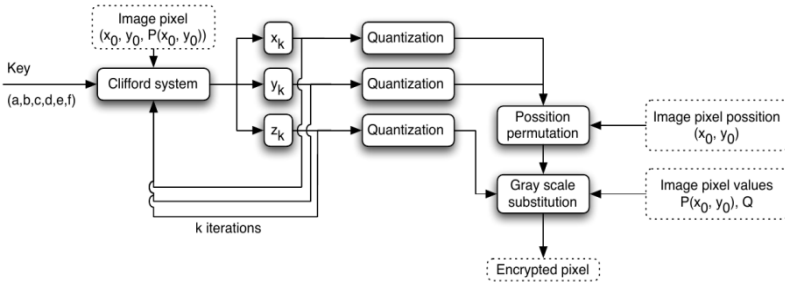 Image pixel
(x0, y0, P(x0, y0))
Key
(a,b,c,d,e,f)
Clifford system
xk
yk
zk
Quantization
Quantization
Quantization
Possition
permutation
Image pixel possition
(x0, y0)
Gray scale
substitution
Image pixel values
P(x0, y0), Q
k iterations
Encrypted pixel